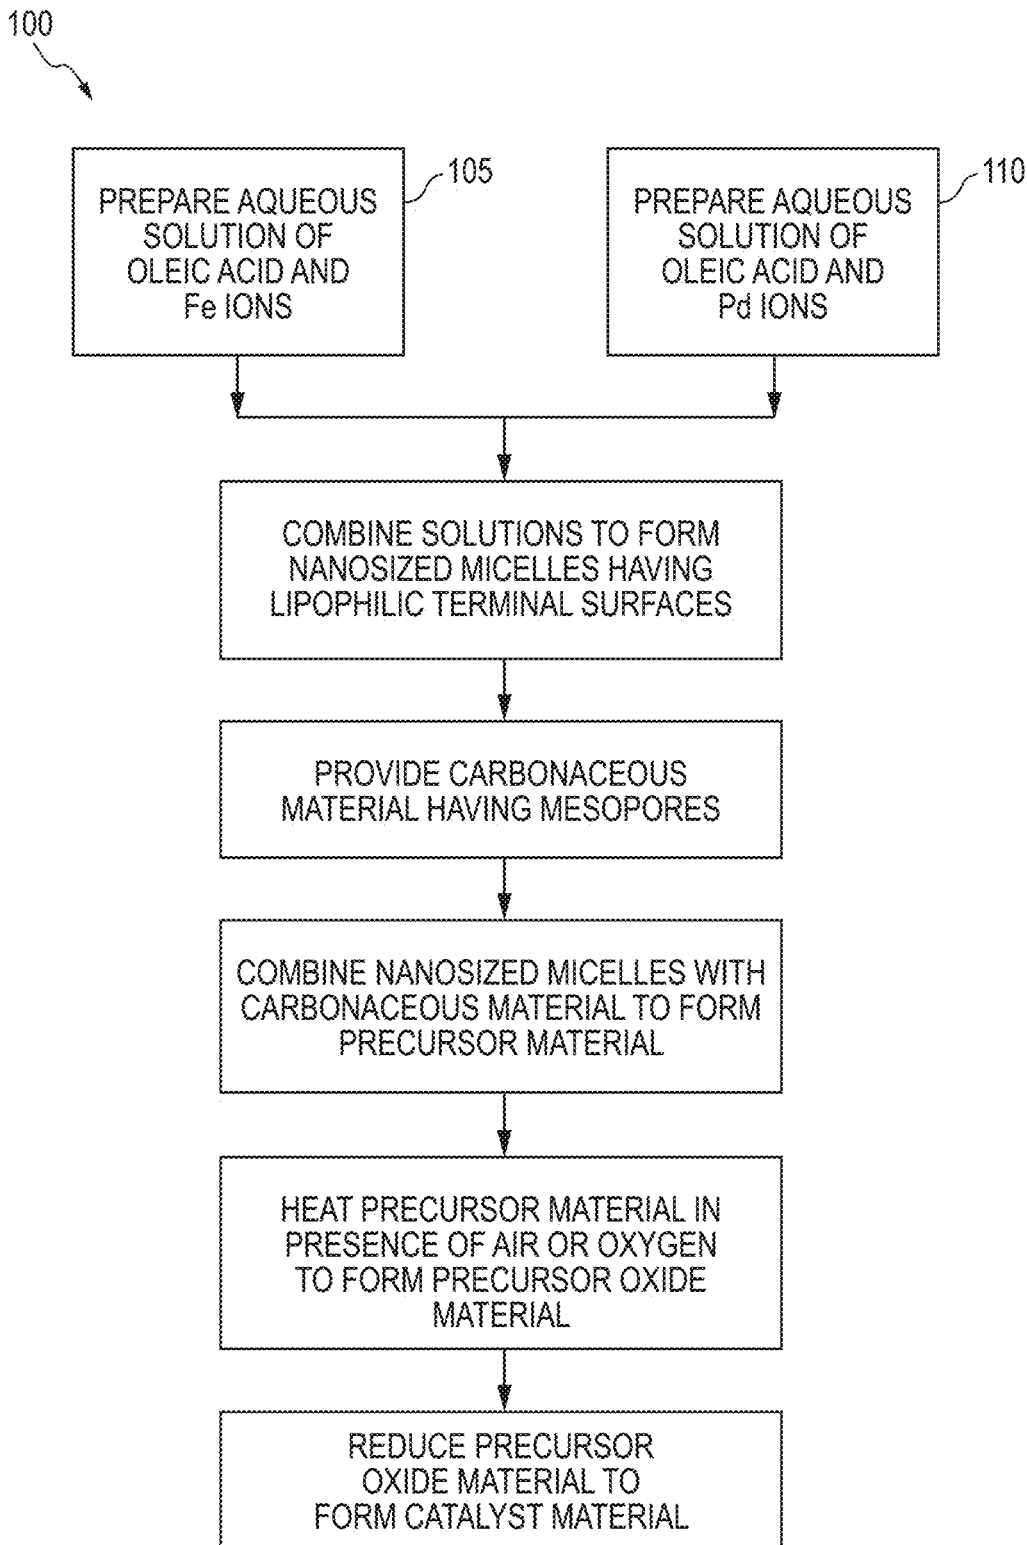 100
105
110
PREPARE AQUEOUS
SOLUTION OF
OLEIC ACID AND
Fe IONS
PREPARE AQUEOUS
SOLUTION OF
OLEIC ACID AND
Pd IONS
COMBINE SOLUTIONS TO FORM
NANOSIZED MICELLES HAVING
LIPOPHILIC TERMINAL SURFACES
PROVIDE CARBONACEOUS
MATERIAL HAVING MESOPORES
COMBINE NANOSIZED MICELLES WITH
CARBONACEOUS MATERIAL TO FORM
PRECURSOR MATERIAL
HEAT PRECURSOR MATERIAL IN
PRESENCE OF AIR OR OXYGEN
TO FORM PRECURSOR OXIDE
MATERIAL
REDUCE PRECURSOR
OXIDE MATERIAL TO
FORM CATALYST MATERIAL